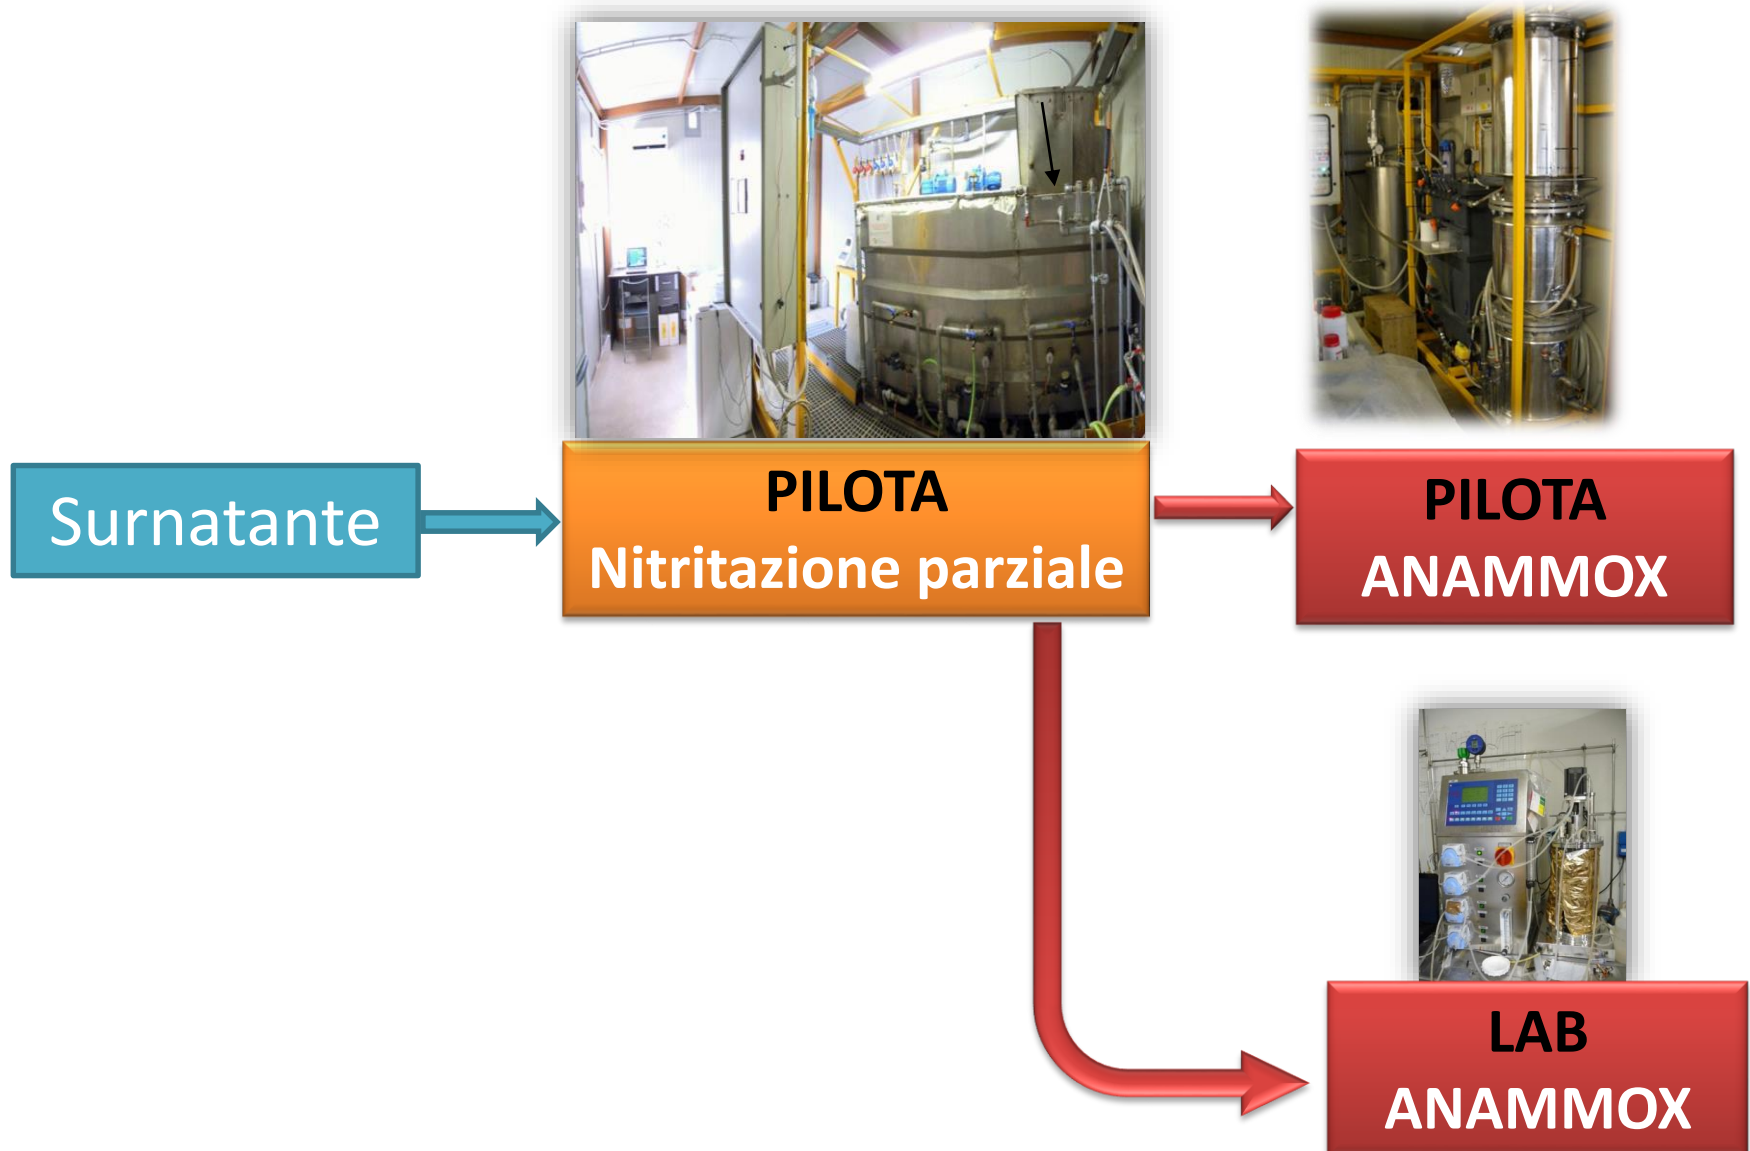 Surnatante
PILOTA
Nitritazione parziale
PILOTA
ANAMMOX
LAB
ANAMMOX